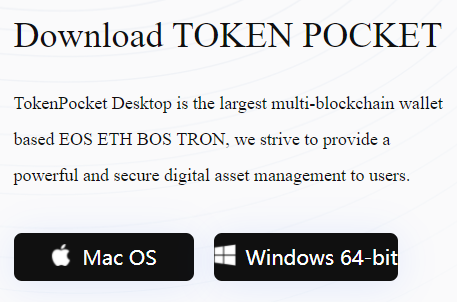 Download TOKEN POCKET
TokenPocket Desktop is the largest multi-blockchain wallet
based EOS ETH BOS TRON, we strive to provide a
powerful and secure digital asset management to users.
Mac OS
Windows 64-bit